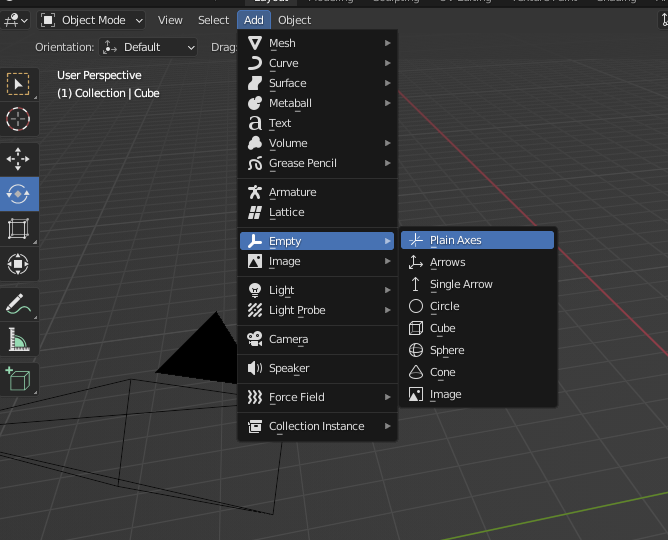 Object Mode View Select Add Object
Orientation: Default Drag:
User Perspective
(1) Collection | Cube
Mesh
Curve
Surface
Metaball
Text
Volume
Grease Pencil
Armature
Lattice
Empty
Image
Light
Light Probe
Camera
Speaker
Force Field
Collection Instance
Plain Axes
Arrows
Single Arrow
Circle
Cube
Sphere
Cone
Image